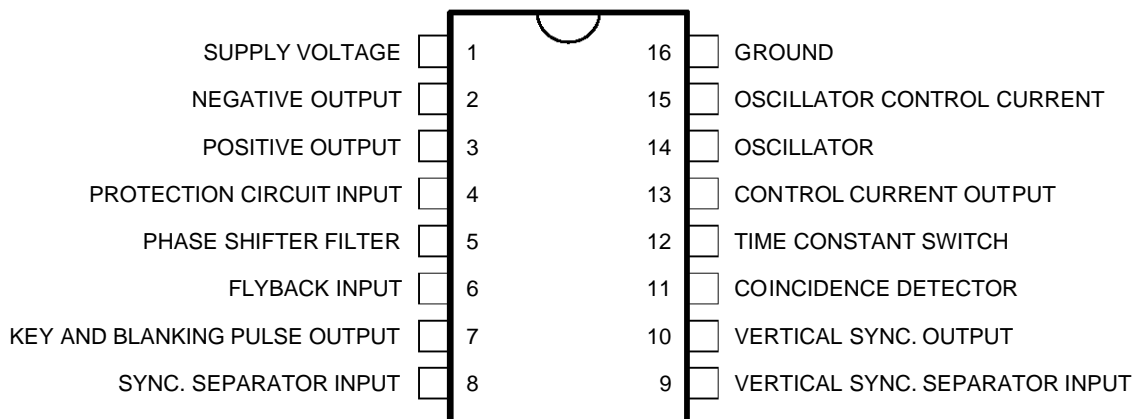 SUPPLY VOLTAGE 1 16 GROUND
NEGATIVE OUTPUT 2 15 OSCILLATOR CONTROL CURRENT
POSITIVE OUTPUT 3 14 OSCILLATOR
PROTECTION CIRCUIT INPUT 4 13 CONTROL CURRENT OUTPUT
PHASE SHIFTER FILTER 5 12 TIME CONSTANT SWITCH
FLYBACK INPUT 6 11 COINCIDENCE DETECTOR
KEY AND BLANKING PULSE OUTPUT 7 10 VERTICAL SYNC. OUTPUT
SYNC. SEPARATOR INPUT 8 9 VERTICAL SYNC. SEPARATOR INPUT